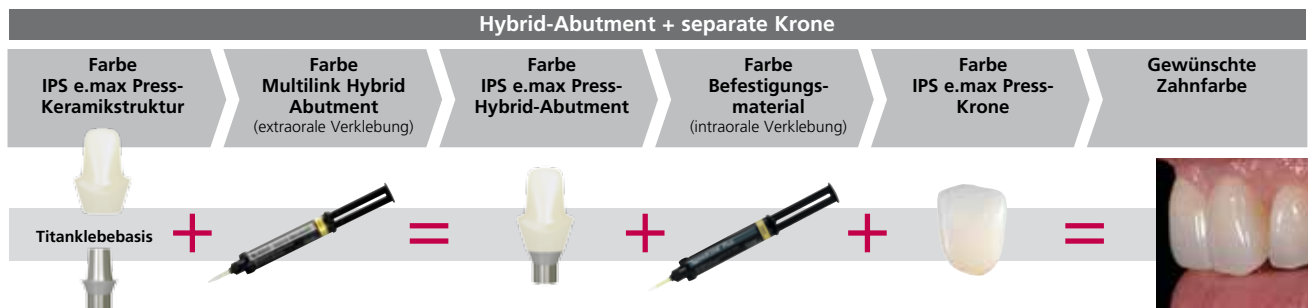 Hybrid-Abutment + separate Krone
Farbe
IPS e.max Press-
Keramikstruktur
Farbe
Multilink Hybrid
Abutment
(extraorale Verklebung)
Farbe
IPS e.max Press-
Hybrid-Abutment
Farbe
Befestigungs-
material
(intraorale Verklebung)
Farbe
IPS e.max Press-
Krone
Gewünschte
Zahnfarbe
Titanklebebasis
+
=
+
+
=